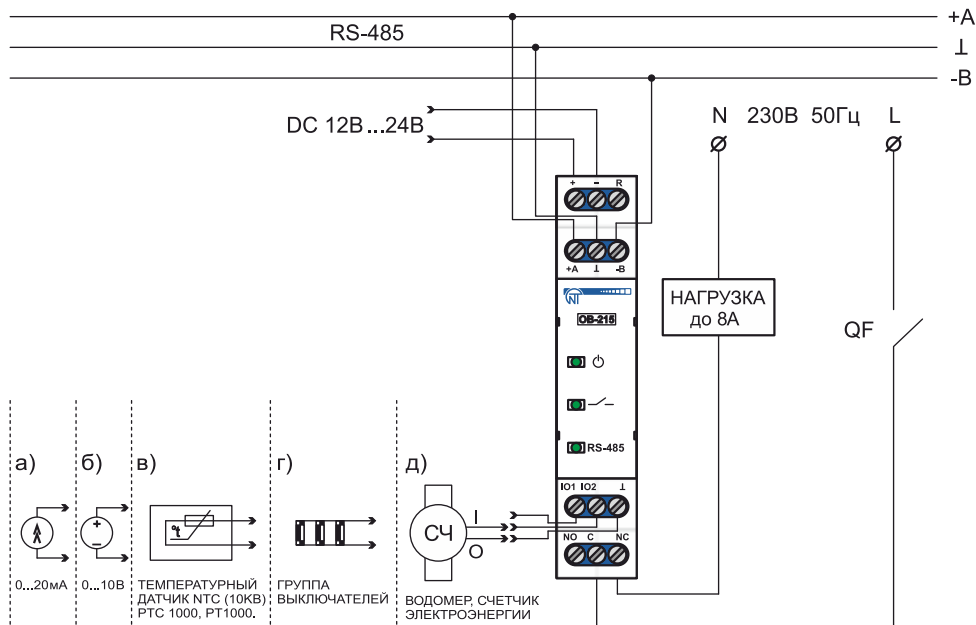 +A
RS-485
⊥
-B
DC 12В...24В
N 230В 50Гц L
+ – R
+A ⊥ -B
НАГРУЗКА
до 8А
NT
OB-215
QF
RS-485
а) б) в) г) д)
IO1 IO2 ⊥
I
СЧ
O
NO C NC
+
–
°t
0...20мА
0...10В
ТЕМПЕРАТУРНЫЙ
ДАТЧИК NTC (10KB)
PTC 1000, PT1000.
ГРУППА
ВЫКЛЮЧАТЕЛЕЙ
ВОДОМЕР, СЧЕТЧИК
ЭЛЕКТРОЭНЕРГИИ